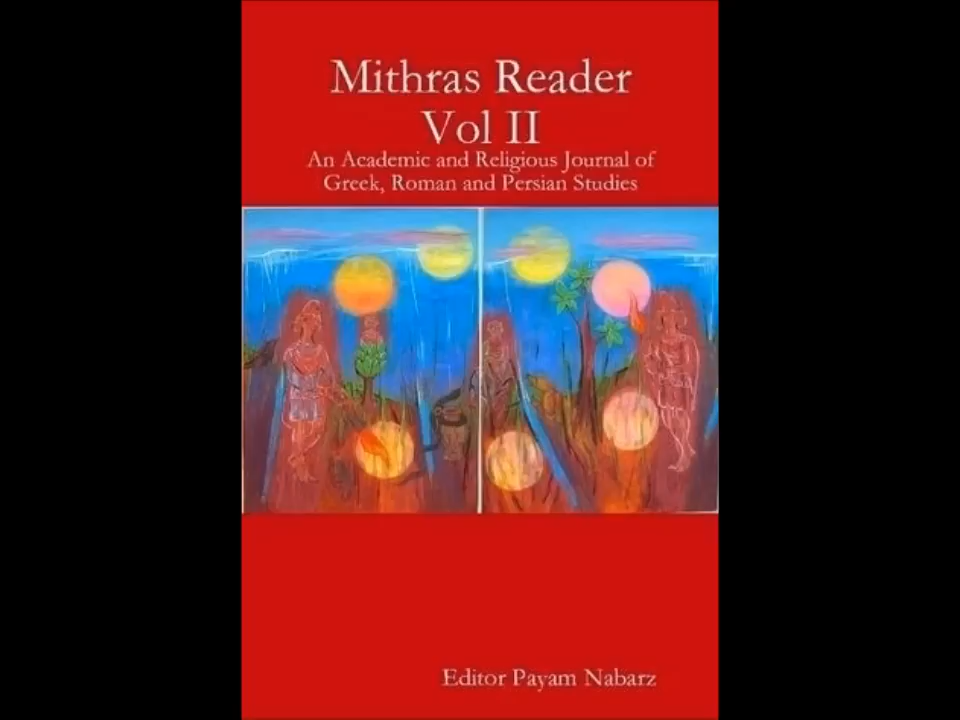 Mithras Reader
Vol II
An Academic and Religious Journal of
Greek, Roman and Persian Studies
Editor Payam Nabarz